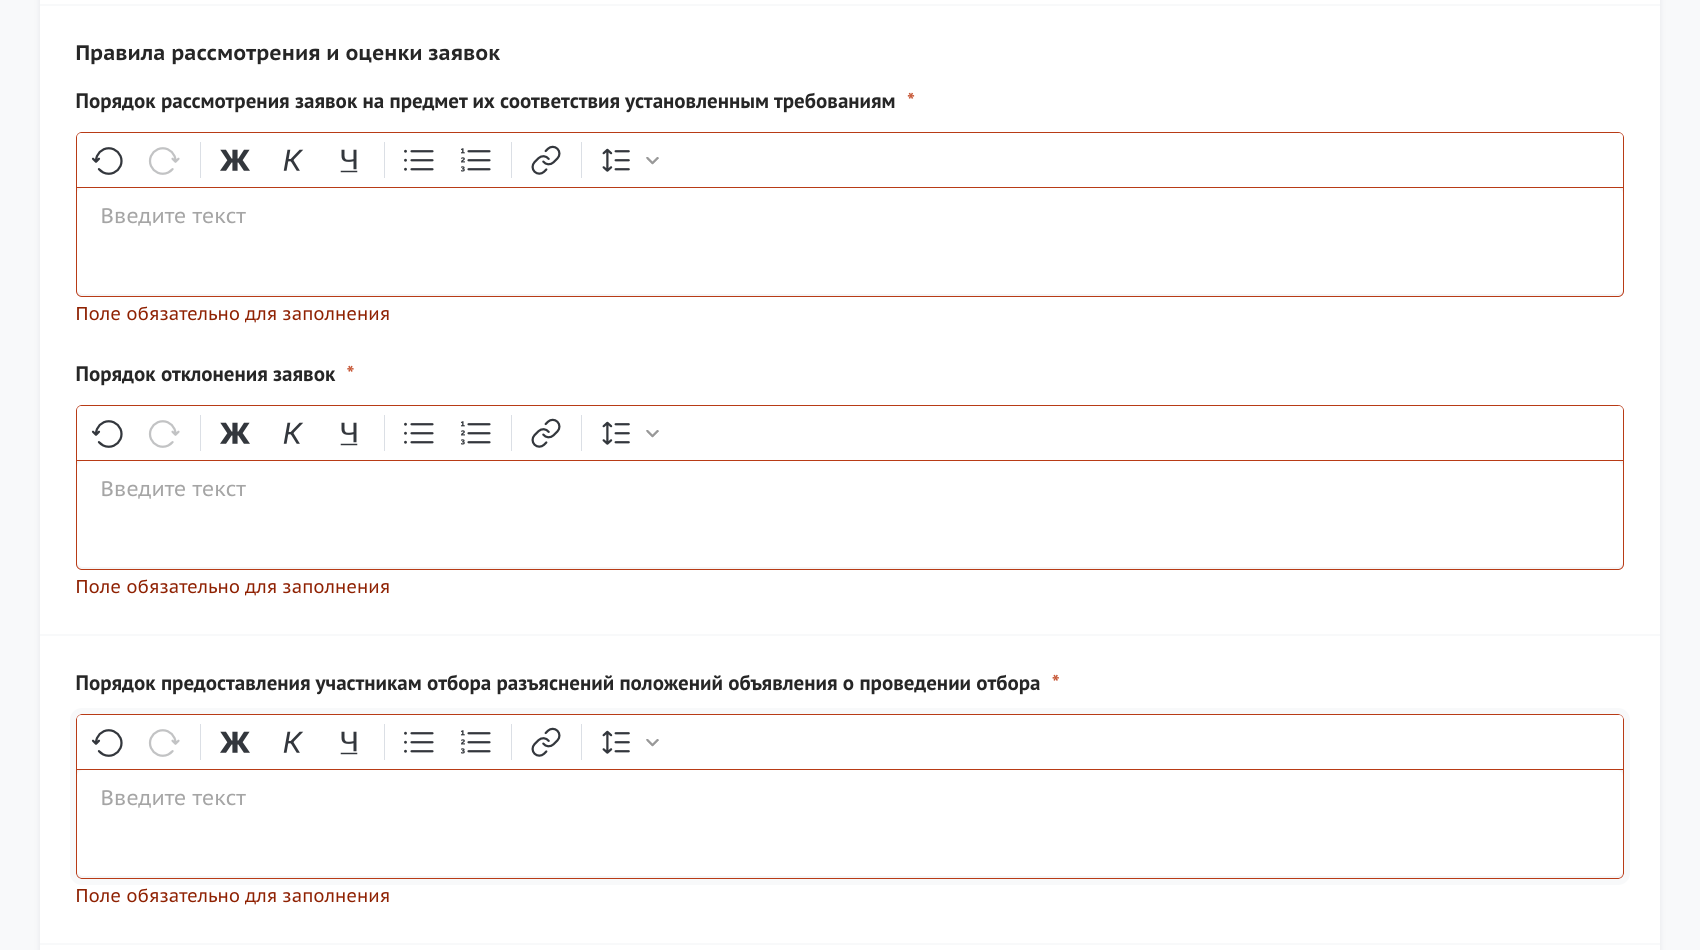 Правила рассмотрения и оценки заявок
Порядок рассмотрения заявок на предмет их соответствия установленным требованиям *
Ж К Ч
Введите текст
Поле обязательно для заполнения
Порядок отклонения заявок *
Ж К Ч
Введите текст
Поле обязательно для заполнения
Порядок предоставления участникам отбора разъяснений положений объявления о проведении отбора *
Ж К Ч
Введите текст
Поле обязательно для заполнения